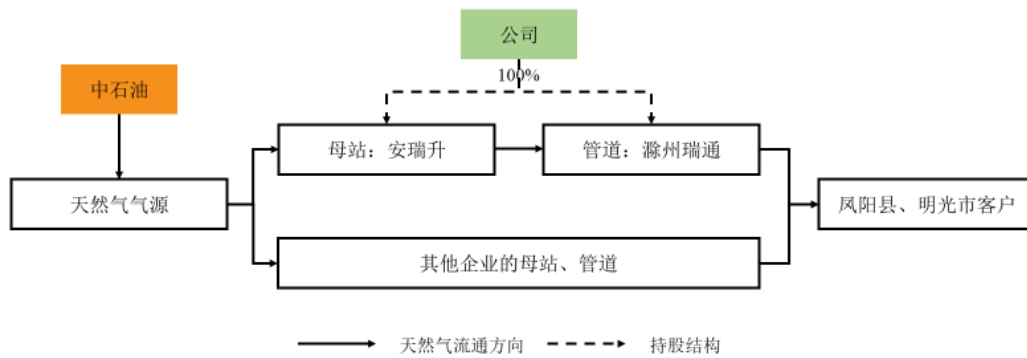 公司
100%
中石油
母站：安瑞升
管道：滁州瑞通
天然气气源
凤阳县、明光市客户
其他企业的母站、管道
天然气流通方向
持股结构